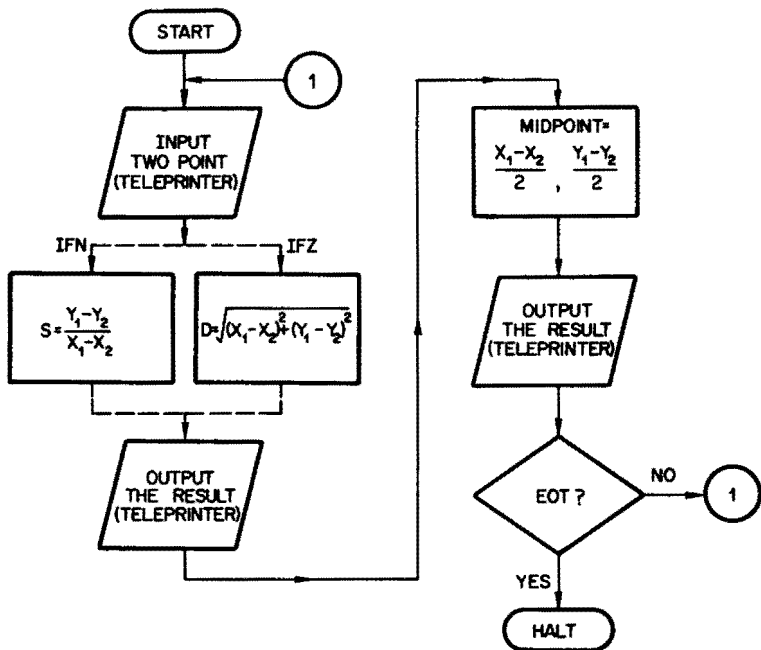 START
1
INPUT
TWO POINT
(TELEPRINTER)
IFN
IFZ
S = Y₁–Y₂ / X₁–X₂
D=√(X₁–X₂)²+(Y₁–Y₂)²
OUTPUT
THE RESULT
(TELEPRINTER)
MIDPOINT=
X₁–X₂ / 2 , Y₁–Y₂ / 2
OUTPUT
THE RESULT
(TELEPRINTER)
EOT ?
NO
1
YES
HALT